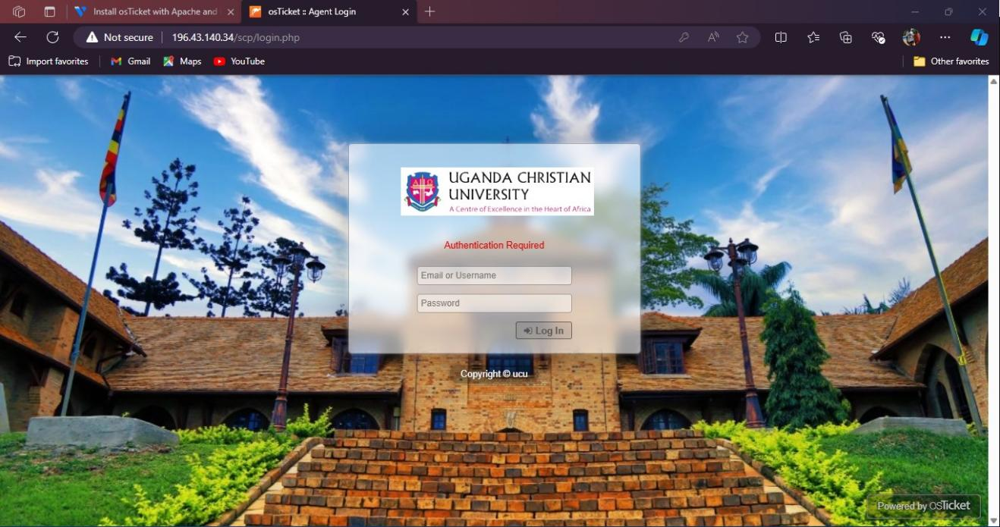 Install osTicket with Apache and
osTicket :: Agent Login
Not secure
196.43.140.34/scp/login.php
Import favorites
Gmail
Maps
YouTube
Other favorites
UGANDA CHRISTIAN
UNIVERSITY
A Centre of Excellence in the Heart of Africa
Authentication Required
Email or Username
Password
Log In
Copyright © ucu
Powered by osTicket